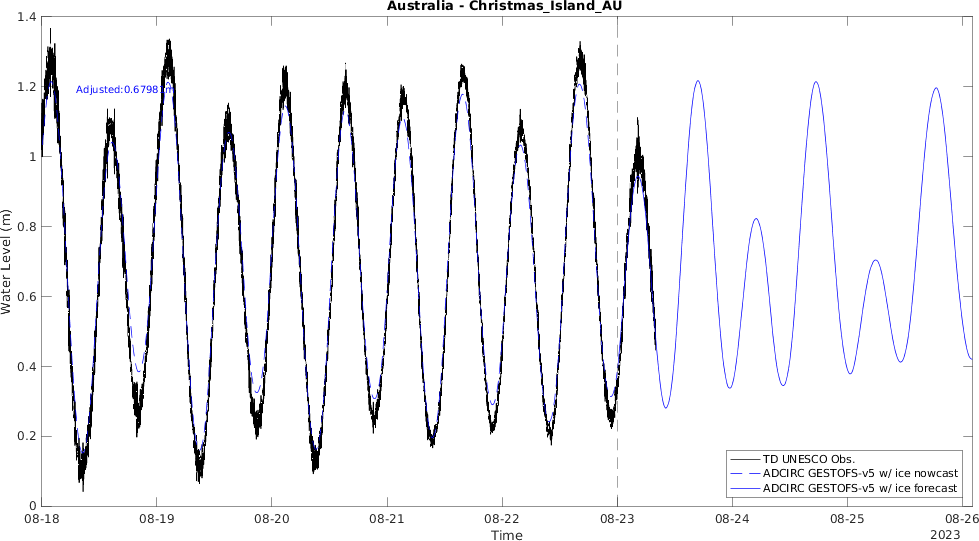 Australia - Christmas_Island_AU
1.4
1.2
1
0.8
0.6
0.4
0.2
0
Water Level (m)
Adjusted:0.6798
TD UNESCO Obs.
ADCIRC GESTOFS-v5 w/ ice nowcast
ADCIRC GESTOFS-v5 w/ ice forecast
08-18 08-19 08-20 08-21 08-22 08-23 08-24 08-25 08-26
Time
2023